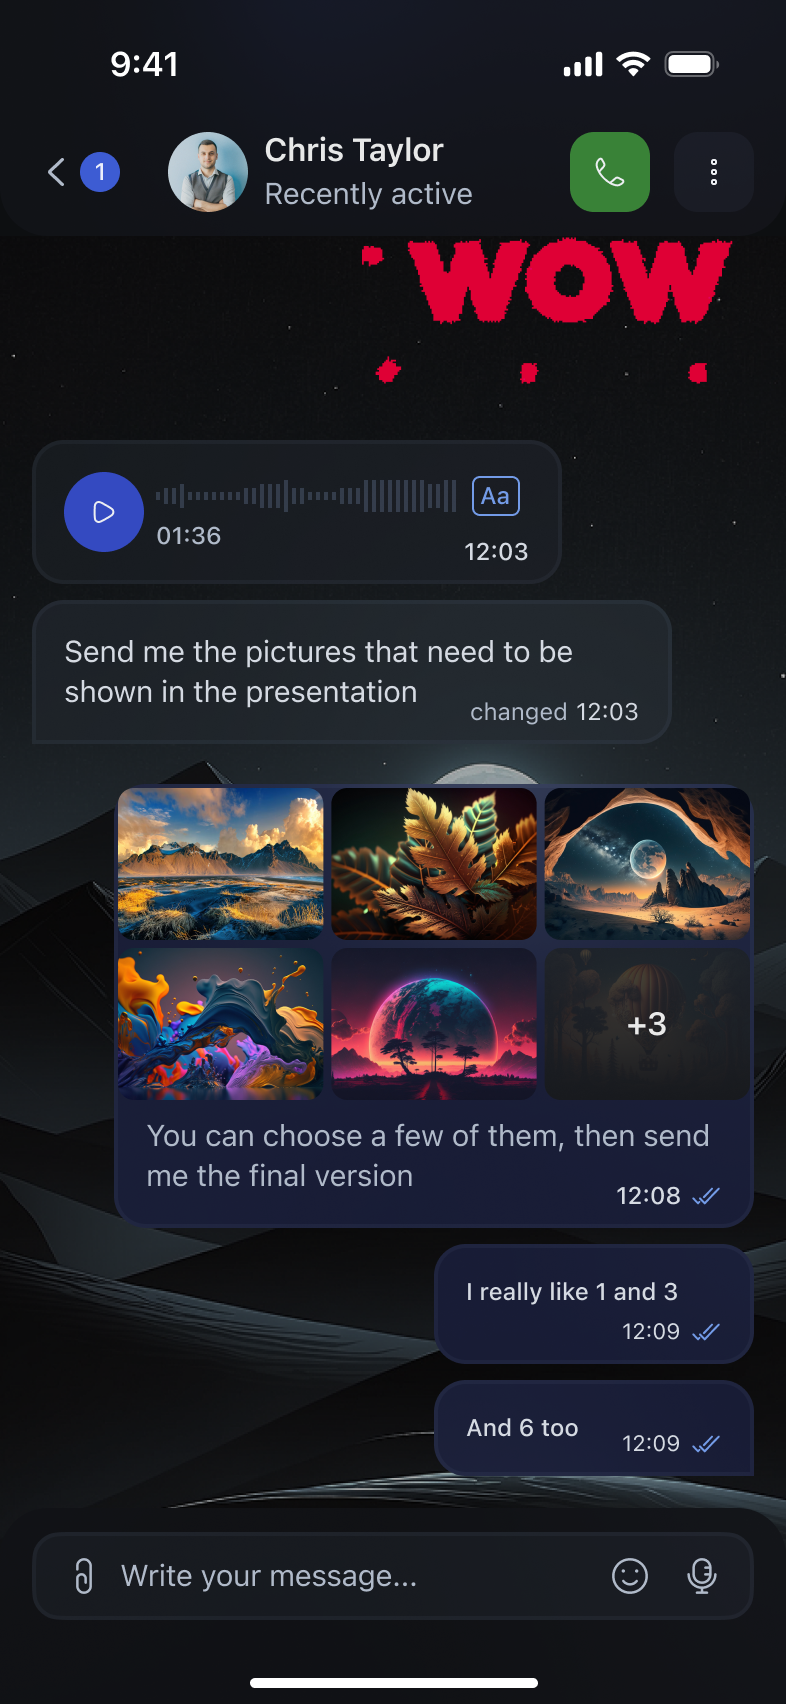 9:41
1
Chris Taylor
Recently active
WOW
01:36
Aa
12:03
Send me the pictures that need to be
shown in the presentation
changed 12:03
+3
You can choose a few of them, then send
me the final version
12:08
I really like 1 and 3
12:09
And 6 too
12:09
Write your message...